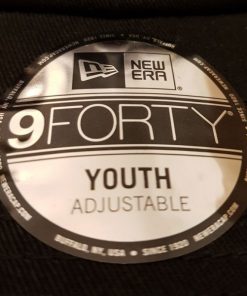 NEW ERA
9FORTY
YOUTH
ADJUSTABLE
BUFFALO, NY, USA • SINCE 1920
NEWERACAP.COM